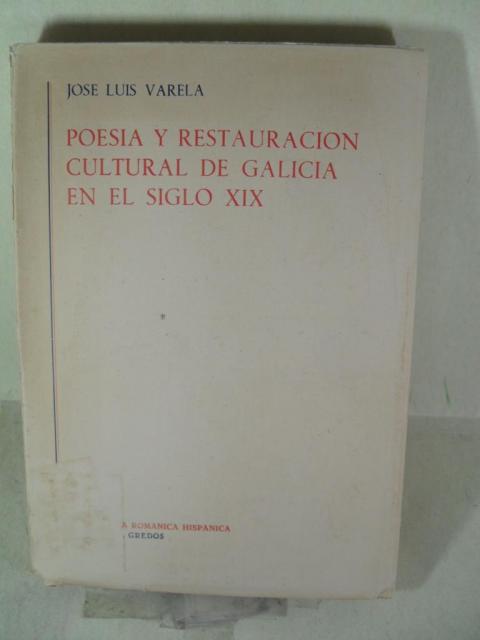 JOSE LUIS VARELA
POESIA Y RESTAURACION
CULTURAL DE GALICIA
EN EL SIGLO XIX
A ROMANICA HISPANICA
GREDOS